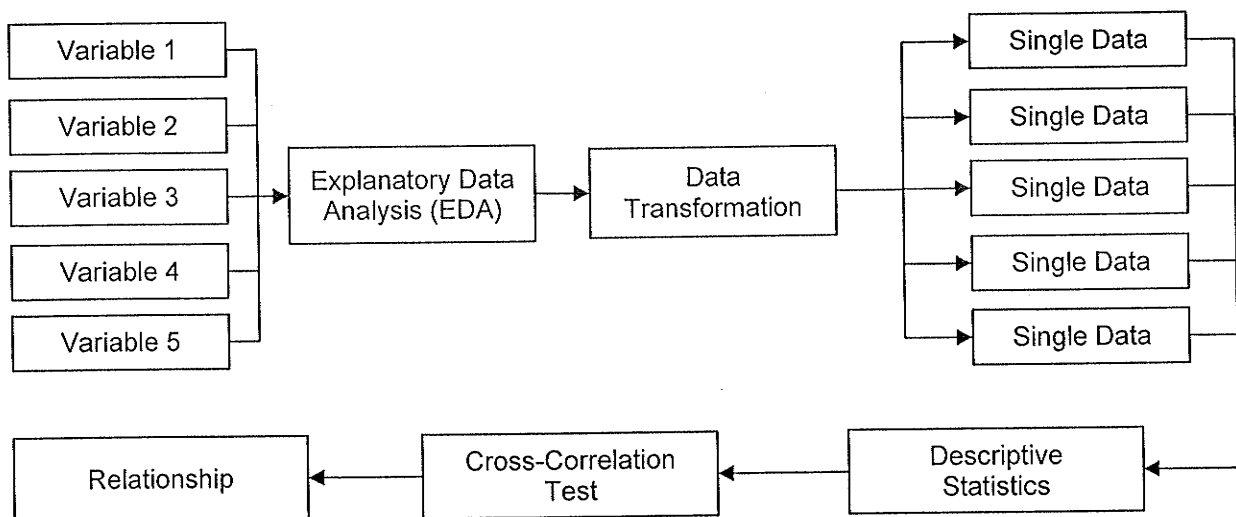 Variable 1
Variable 2
Variable 3
Variable 4
Variable 5
Explanatory Data
Analysis (EDA)
Data
Transformation
Single Data
Single Data
Single Data
Single Data
Single Data
Relationship
Cross-Correlation
Test
Descriptive
Statistics